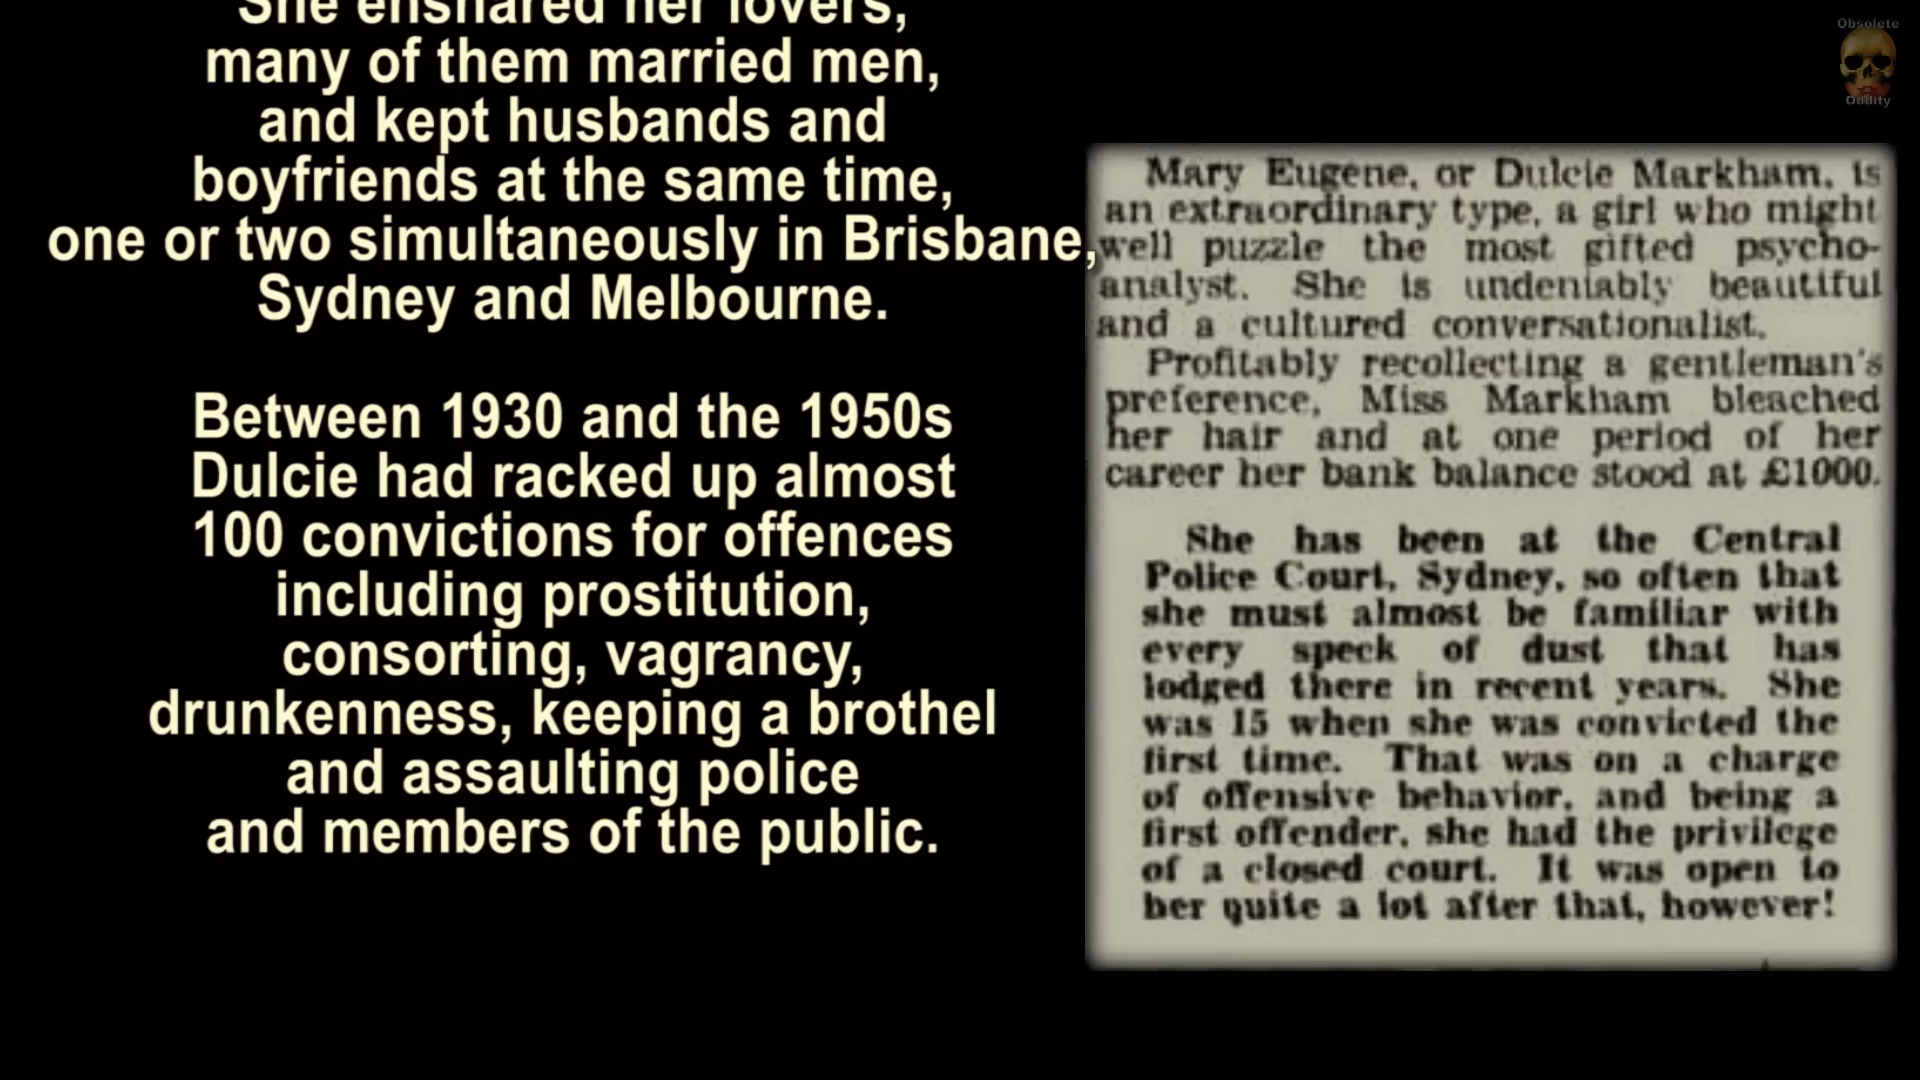 She ensnared her lovers,
many of them married men,
and kept husbands and
boyfriends at the same time,
one or two simultaneously in Brisbane,
Sydney and Melbourne.
Between 1930 and the 1950s
Dulcie had racked up almost
100 convictions for offences
including prostitution,
consorting, vagrancy,
drunkenness, keeping a brothel
and assaulting police
and members of the public.
Mary Eugene, or Dulcie Markham, is
an extraordinary type, a girl who might
well puzzle the most gifted psycho-
analyst. She is undeniably beautiful
and a cultured conversationalist.
Profitably recollecting a gentleman's
preference, Miss Markham bleached
her hair and at one period of her
career her bank balance stood at £1000.
She has been at the Central
Police Court, Sydney, so often that
she must almost be familiar with
every speck of dust that has
lodged there in recent years. She
was 15 when she was convicted the
first time. That was on a charge
of offensive behavior, and being a
first offender, she had the privilege
of a closed court. It was open to
her quite a lot after that, however!
Obsolete
Oddity